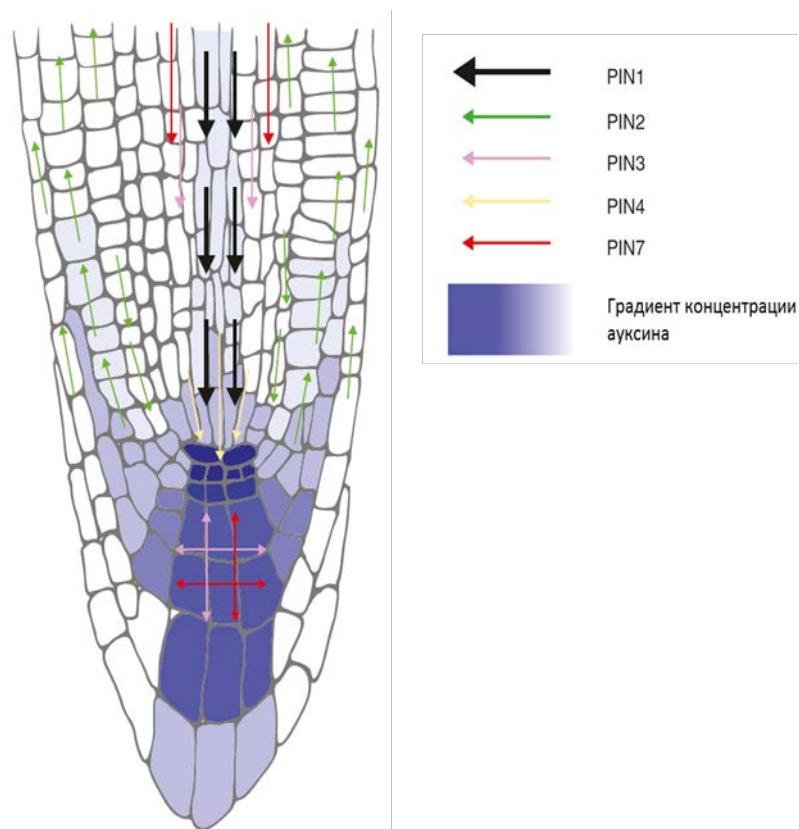 PIN1
PIN2
PIN3
PIN4
PIN7
Градиент концентрации
ауксина